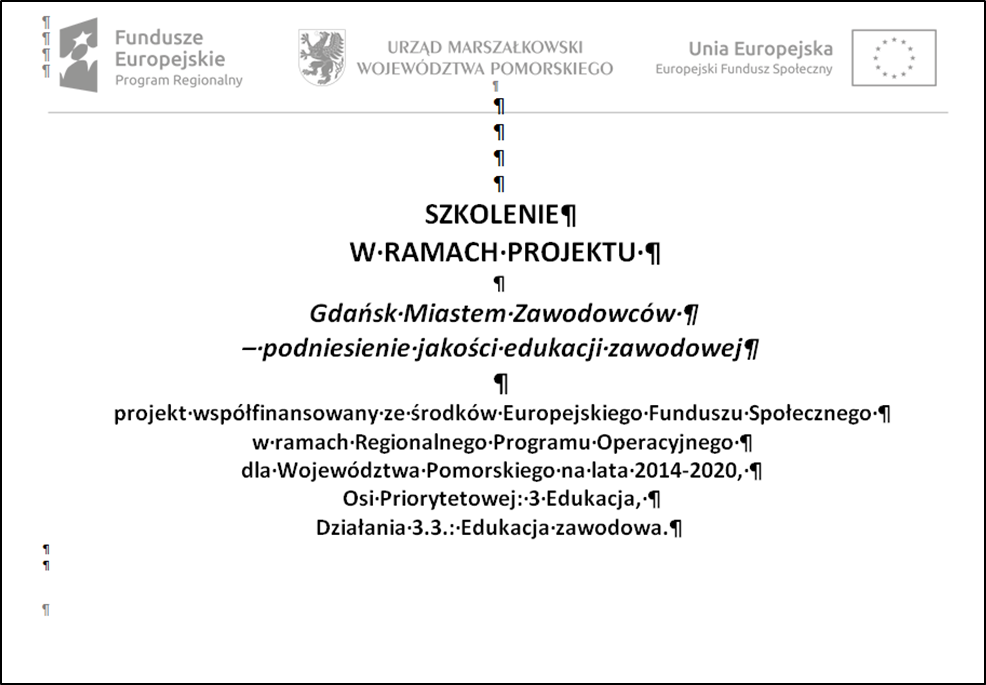 Fundusze
Europejskie
Program Regionalny
URZĄD MARSZAŁKOWSKI
WOJEWÓDZTWA POMORSKIEGO
Unia Europejska
Europejski Fundusz Społeczny
SZKOLENIE¶
W·RAMACH·PROJEKTU·¶
¶
Gdańsk·Miastem·Zawodowców·¶
–·podniesienie·jakości·edukacji·zawodowej¶
¶
projekt·współfinansowany·ze·środków·Europejskiego·Funduszu·Społecznego·¶
w·ramach·Regionalnego·Programu·Operacyjnego·¶
dla·Województwa·Pomorskiego·na·lata·2014-2020,·¶
Osi·Priorytetowej:·3·Edukacja,·¶
Działania·3.3.:·Edukacja·zawodowa.¶